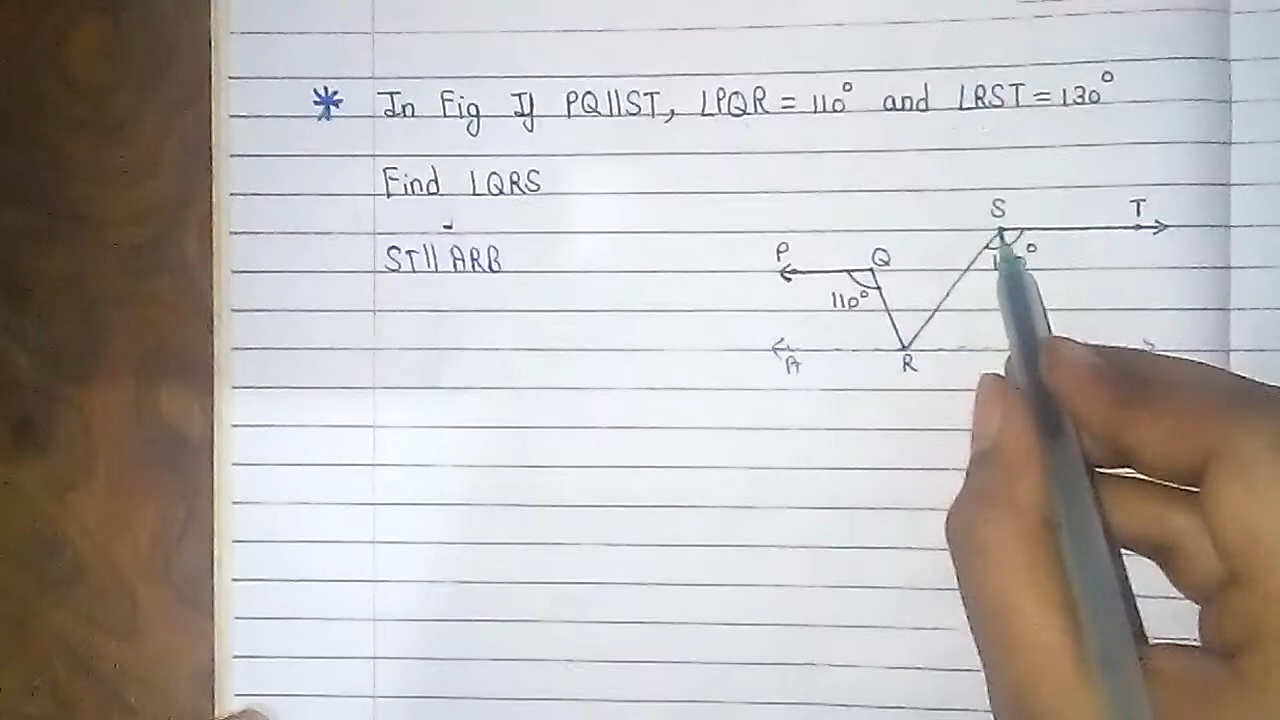 * In Fig If PQ||ST, ∠PQR = 110° and ∠RST = 130°
Find ∠QRS
ST|| ARB
S T
P Q
110°
A R